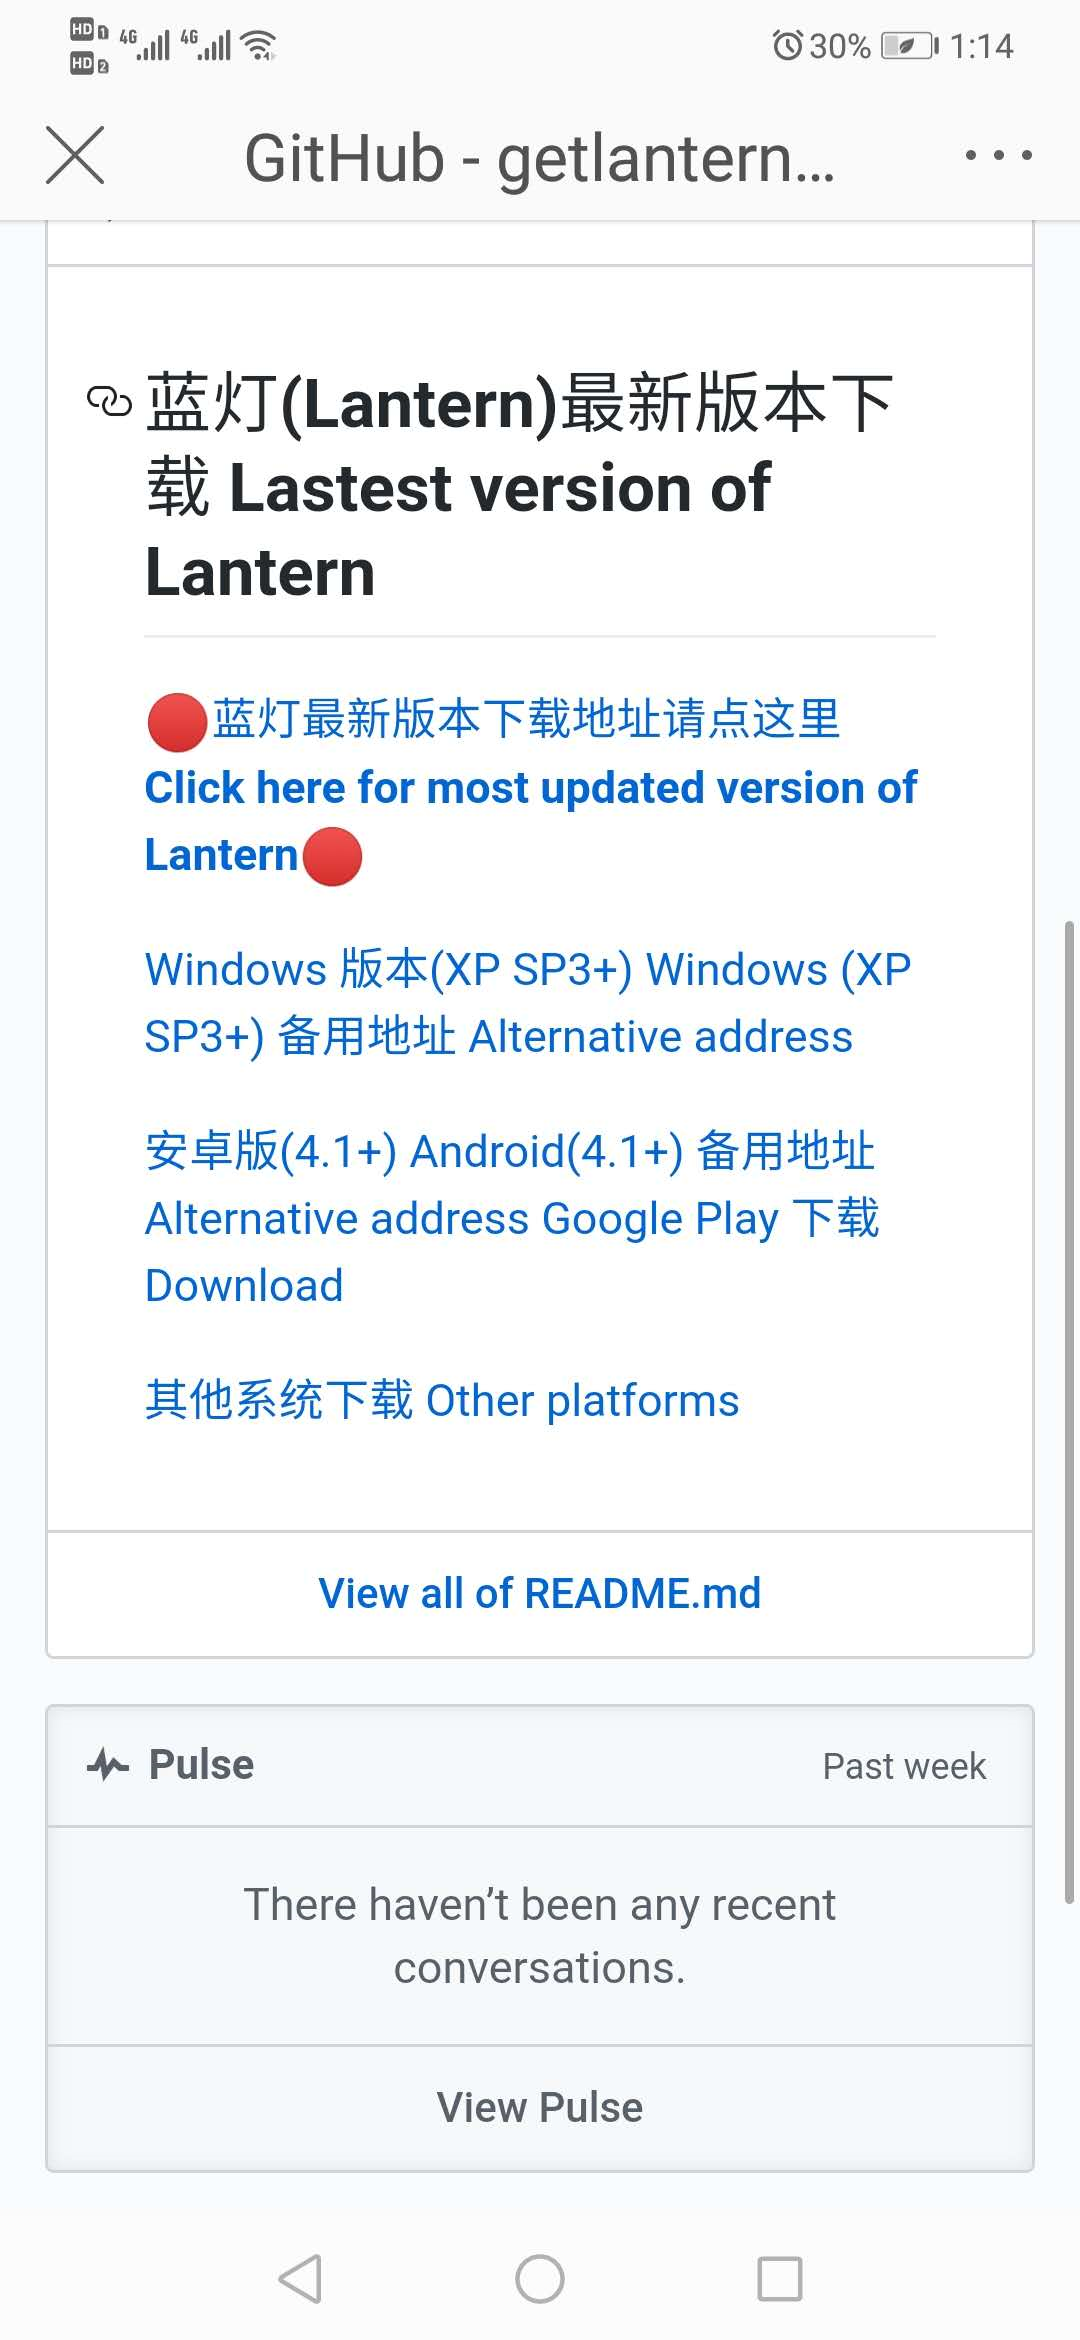 HD 1 4G 4G 30% 1:14
HD 2
GitHub - getlantern...
蓝灯(Lantern)最新版本下
载 Lastest version of
Lantern
蓝灯最新版本下载地址请点这里
Click here for most updated version of
Lantern
Windows 版本(XP SP3+) Windows (XP
SP3+) 备用地址 Alternative address
安卓版(4.1+) Android(4.1+) 备用地址
Alternative address Google Play 下载
Download
其他系统下载 Other platforms
View all of README.md
Pulse Past week
There haven’t been any recent
conversations.
View Pulse